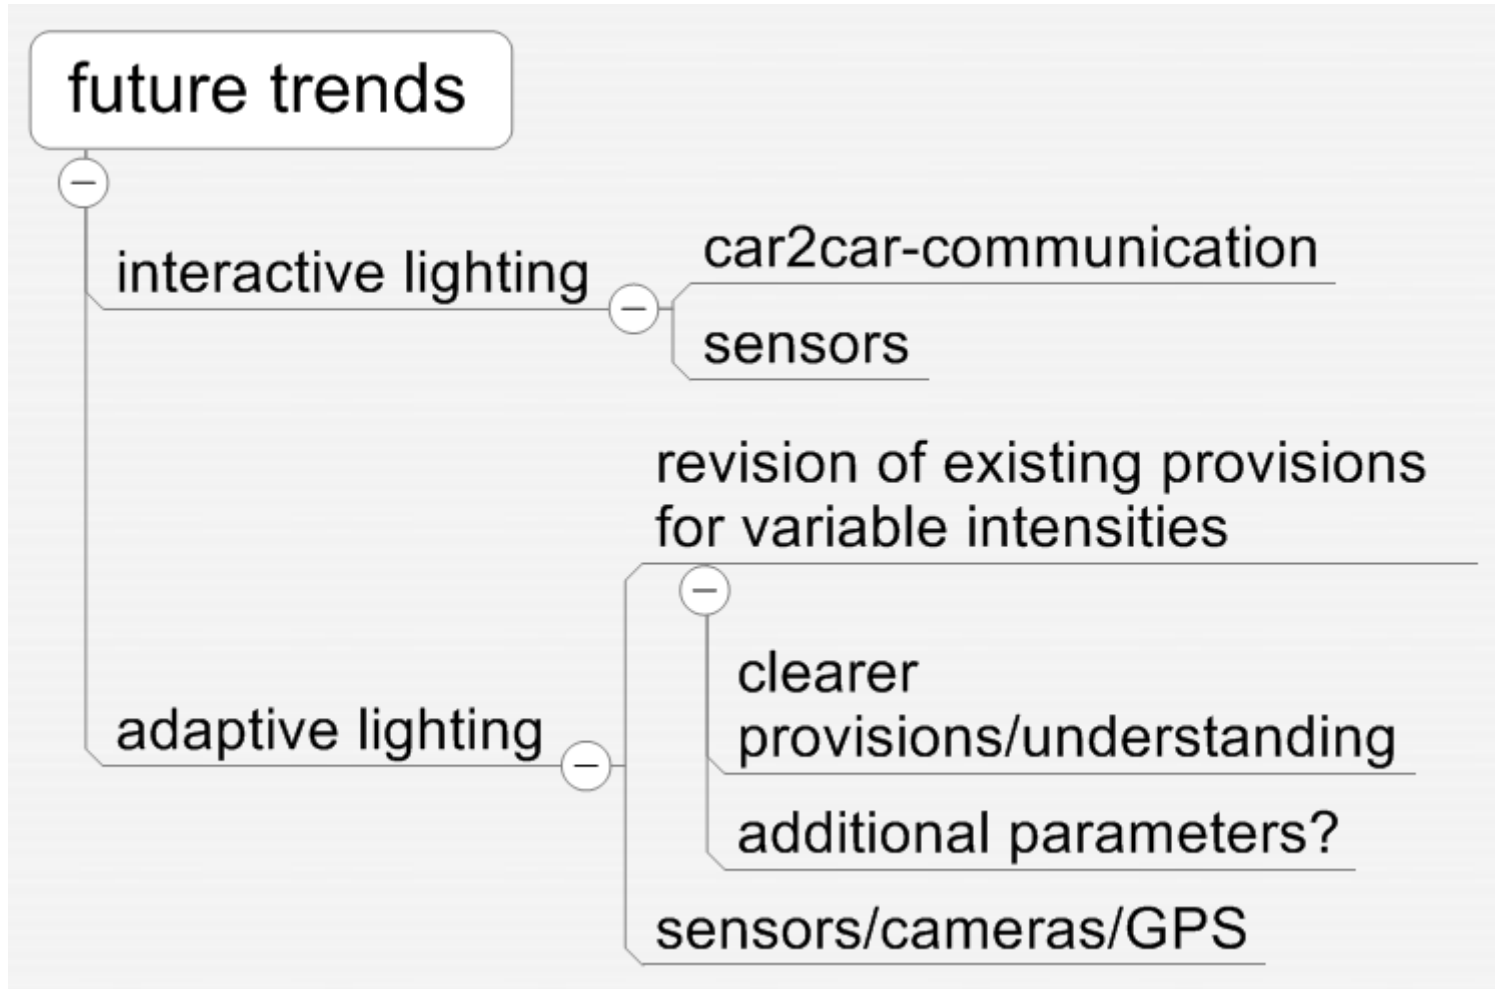 future trends
interactive lighting
car2car-communication
sensors
adaptive lighting
revision of existing provisions
for variable intensities
clearer
provisions/understanding
additional parameters?
sensors/cameras/GPS